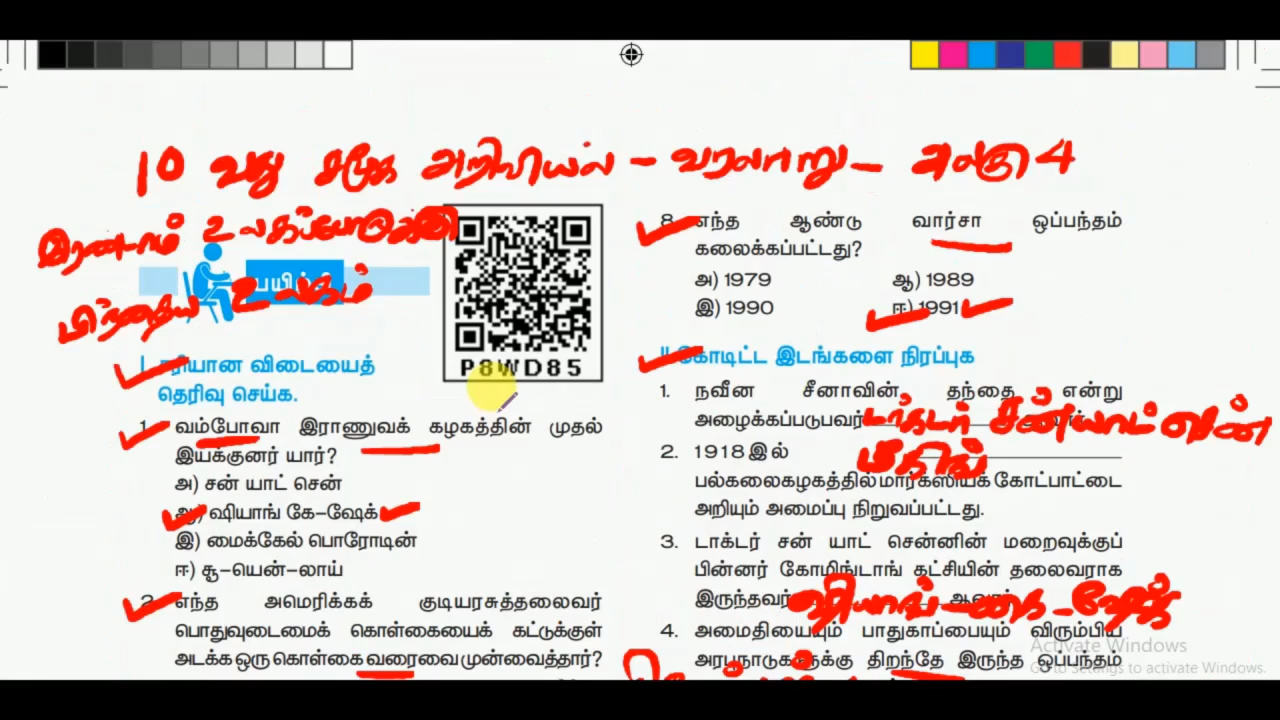 10 வது சமூக அறிவியல் - வரலாறு - அலகு 4
இரண்டாம் உலகப்போருக்குப்
பிந்தைய உலகம்
பயிற்சி
P8WD85
I. சரியான விடையைத்
தெரிவு செய்க.
1. வம்போவா இராணுவக் கழகத்தின் முதல்
இயக்குனர் யார்?
அ) சன் யாட் சென்
ஆ) ஷியாங் கே-ஷேக்
இ) மைக்கேல் பொரோடின்
ஈ) சூ-யென்-லாய்
2. எந்த அமெரிக்கக் குடியரசுத்தலைவர்
பொதுவுடைமைக் கொள்கையைக் கட்டுக்குள்
அடக்க ஒரு கொள்கை வரைவை முன்வைத்தார்?
8. எந்த ஆண்டு வார்சா ஒப்பந்தம்
கலைக்கப்பட்டது?
அ) 1979 ஆ) 1989
இ) 1990 ஈ) 1991
II கோடிட்ட இடங்களை நிரப்புக
1. நவீன சீனாவின் தந்தை என்று
அழைக்கப்படுபவர் டாக்டர் சன்யாட் சென்
2. 1918 இல் பீகிங்
பல்கலைகழகத்தில் மார்க்ஸியக் கோட்பாட்டை
அறியும் அமைப்பு நிறுவப்பட்டது.
3. டாக்டர் சன் யாட் சென்னின் மறைவுக்குப்
பின்னர் கோமிங்டாங் கட்சியின் தலைவராக
இருந்தவர் ஷியாங்-கை-ஷேக் ஆவார்
4. அமைதியையும் பாதுகாப்பையும் விரும்பிய
அரபுநாடுகளுக்கு திறந்தே இருந்த ஒப்பந்தம்
Activate Windows
Go to Settings to activate Windows.